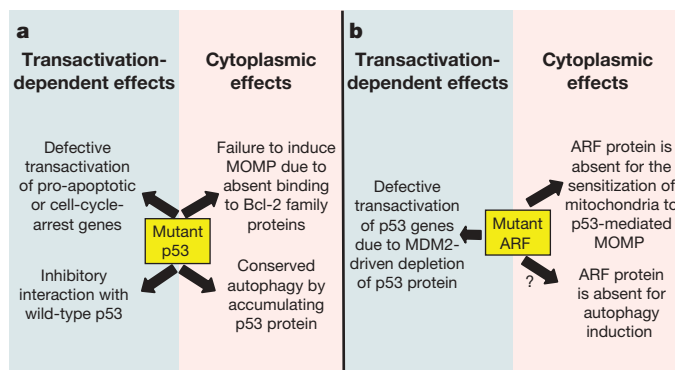 a
Transactivation-
dependent effects
Cytoplasmic
effects
Defective
transactivation
of pro-apoptotic
or cell-cycle-
arrest genes
Failure to induce
MOMP due to
absent binding
to Bcl-2 family
proteins
Mutant
p53
Inhibitory
interaction with
wild-type p53
Conserved
autophagy by
accumulating
p53 protein
b
Transactivation-
dependent effects
Cytoplasmic
effects
Defective
transactivation
of p53 genes
due to MDM2-
driven depletion
of p53 protein
Mutant
ARF
ARF protein is
absent for the
sensitization of
mitochondria to
p53-mediated
MOMP
?
ARF protein
is absent for
autophagy
induction